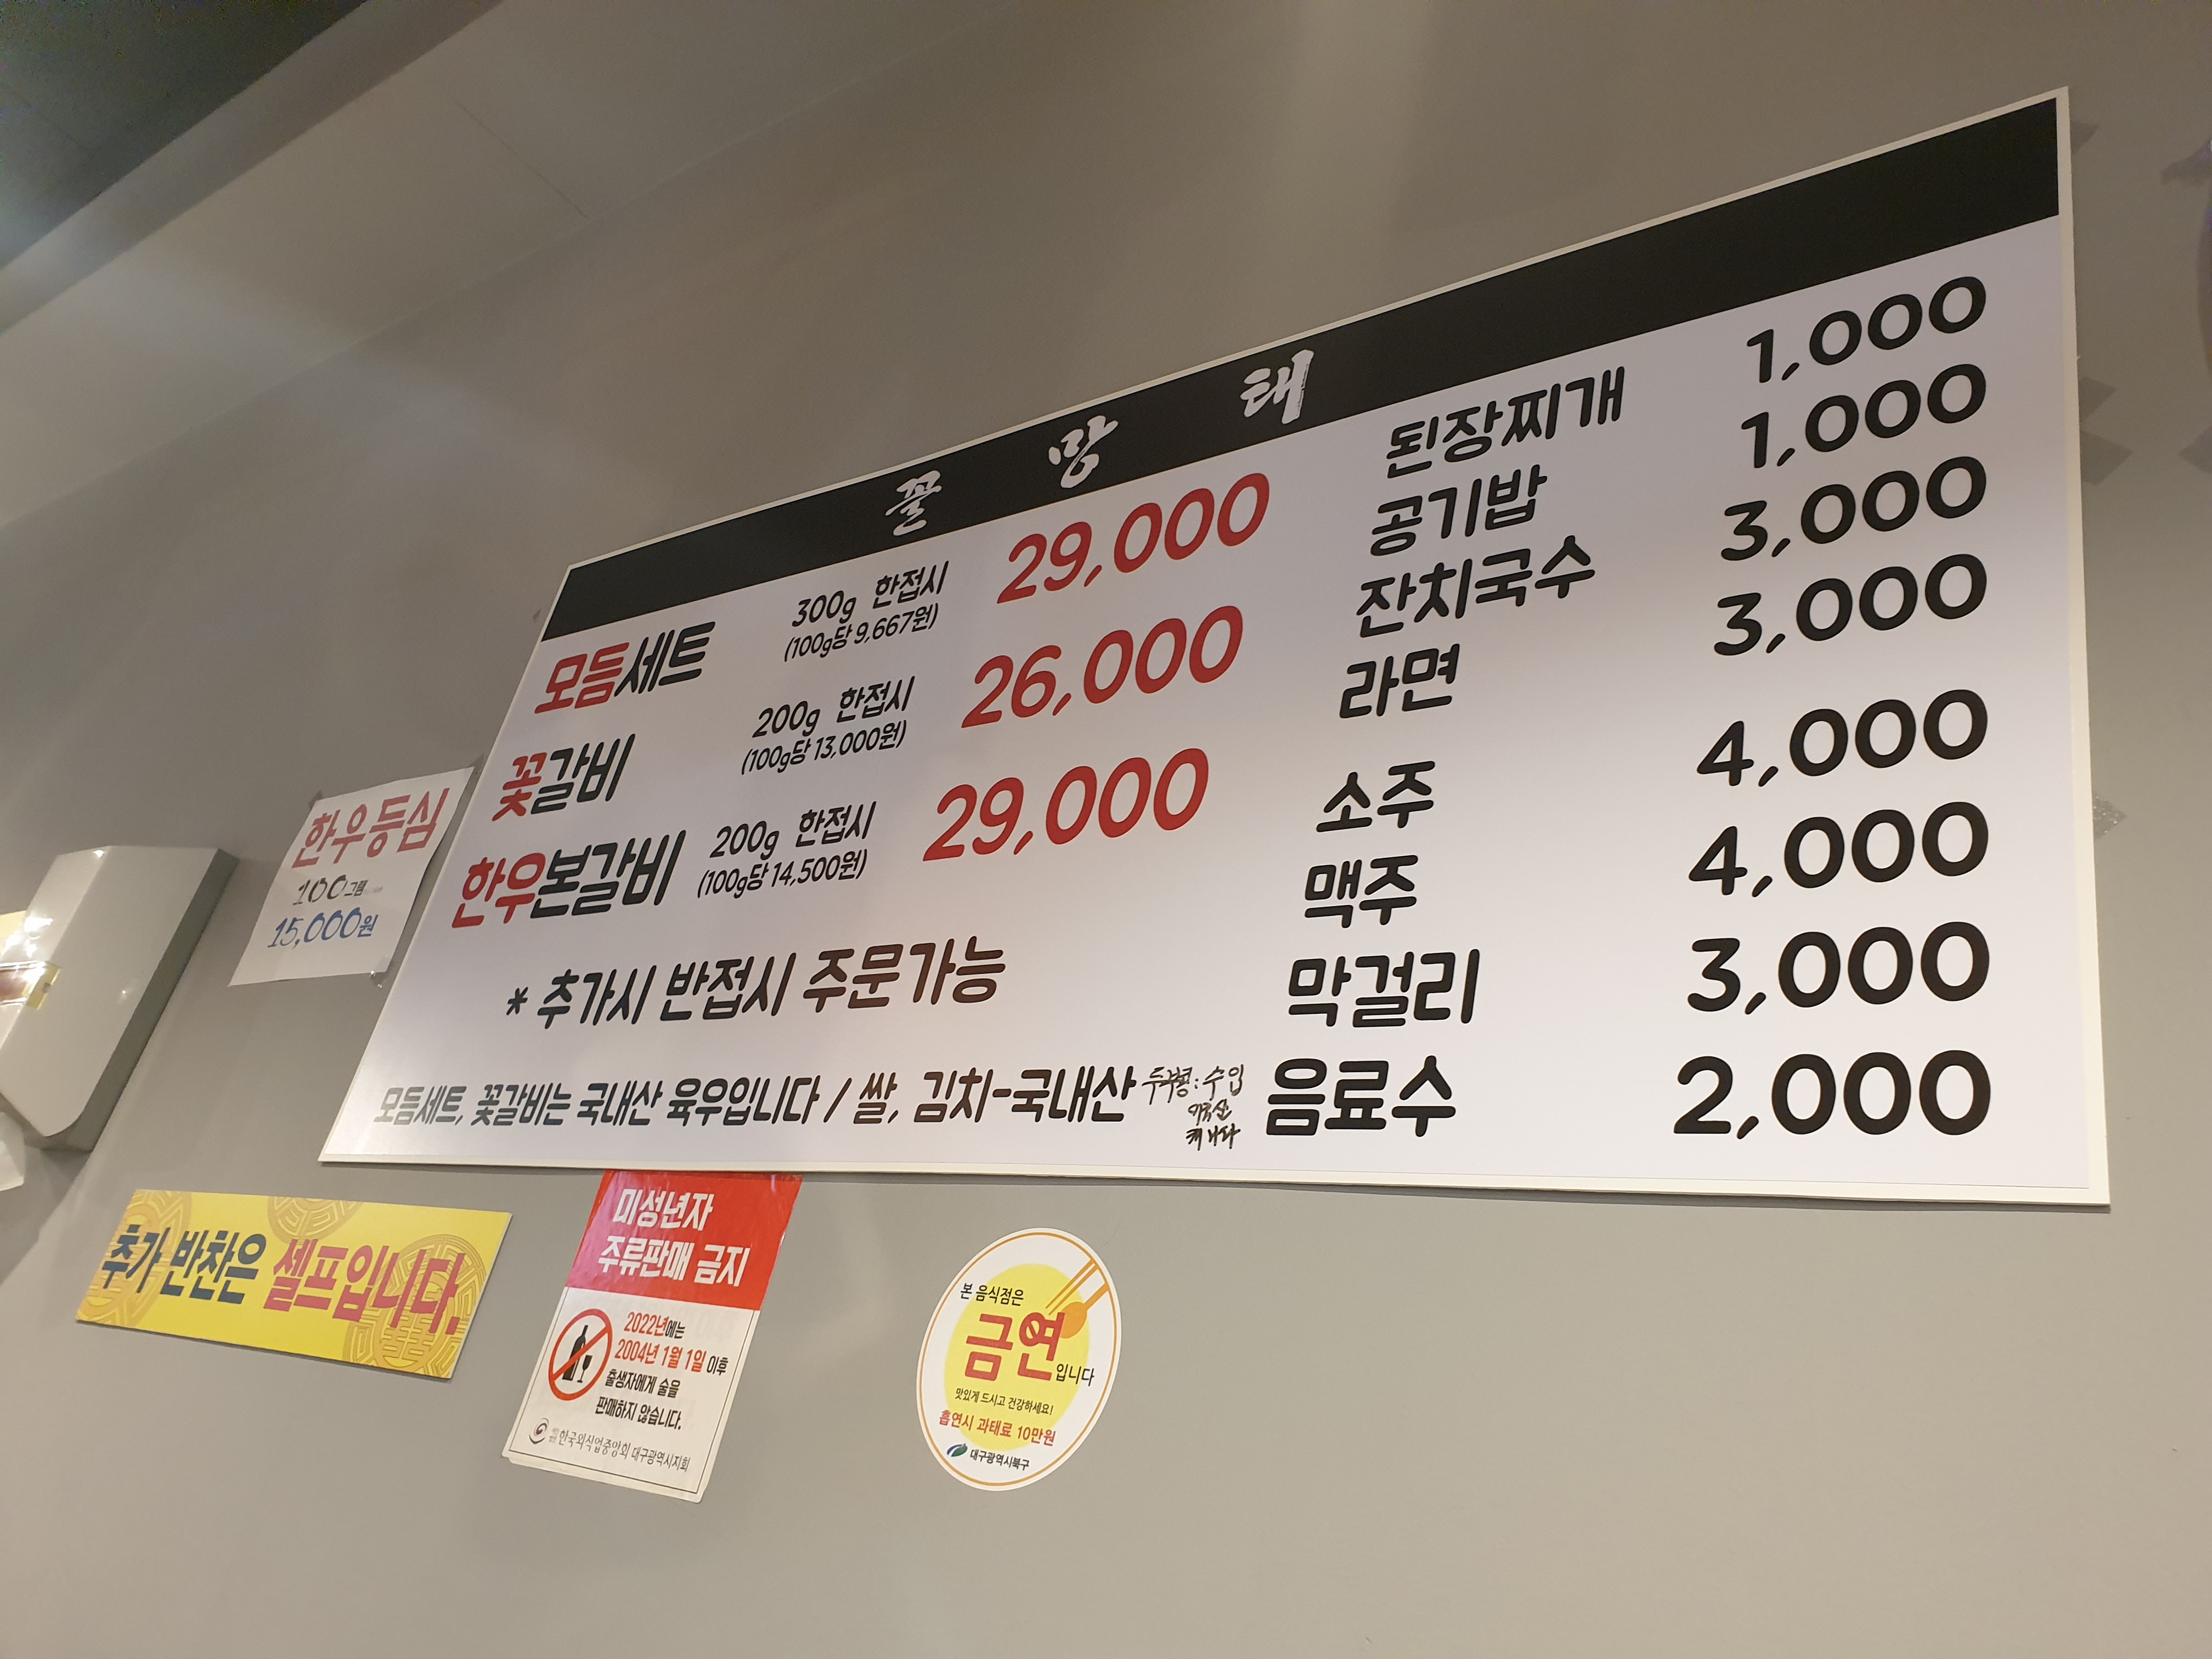 꼴망태
모듬세트 300g 한접시 29,000
(100g당 9,667원)
꽃갈비 200g 한접시 26,000
(100g당 13,000원)
한우본갈비 200g 한접시 29,000
(100g당 14,500원)
* 추가시 반접시 주문가능
모듬세트, 꽃갈비는 국내산 육우입니다 / 쌀, 김치-국내산
: 수입
된장찌개 1,000
공기밥 1,000
잔치국수 3,000
라면 3,000
소주 4,000
맥주 4,000
막걸리 3,000
음료수 2,000
한우등심
100그램
15,000원
추가 반찬은 셀프입니다!
미성년자
주류판매 금지
2022년에는
2004년 1월 1일 이후
출생자에게 술을
판매하지 않습니다.
한국외식업중앙회 대구광역시지회
본 음식점은
금연입니다
맛있게 드시고 건강하세요!
흡연시 과태료 10만원
대구광역시북구